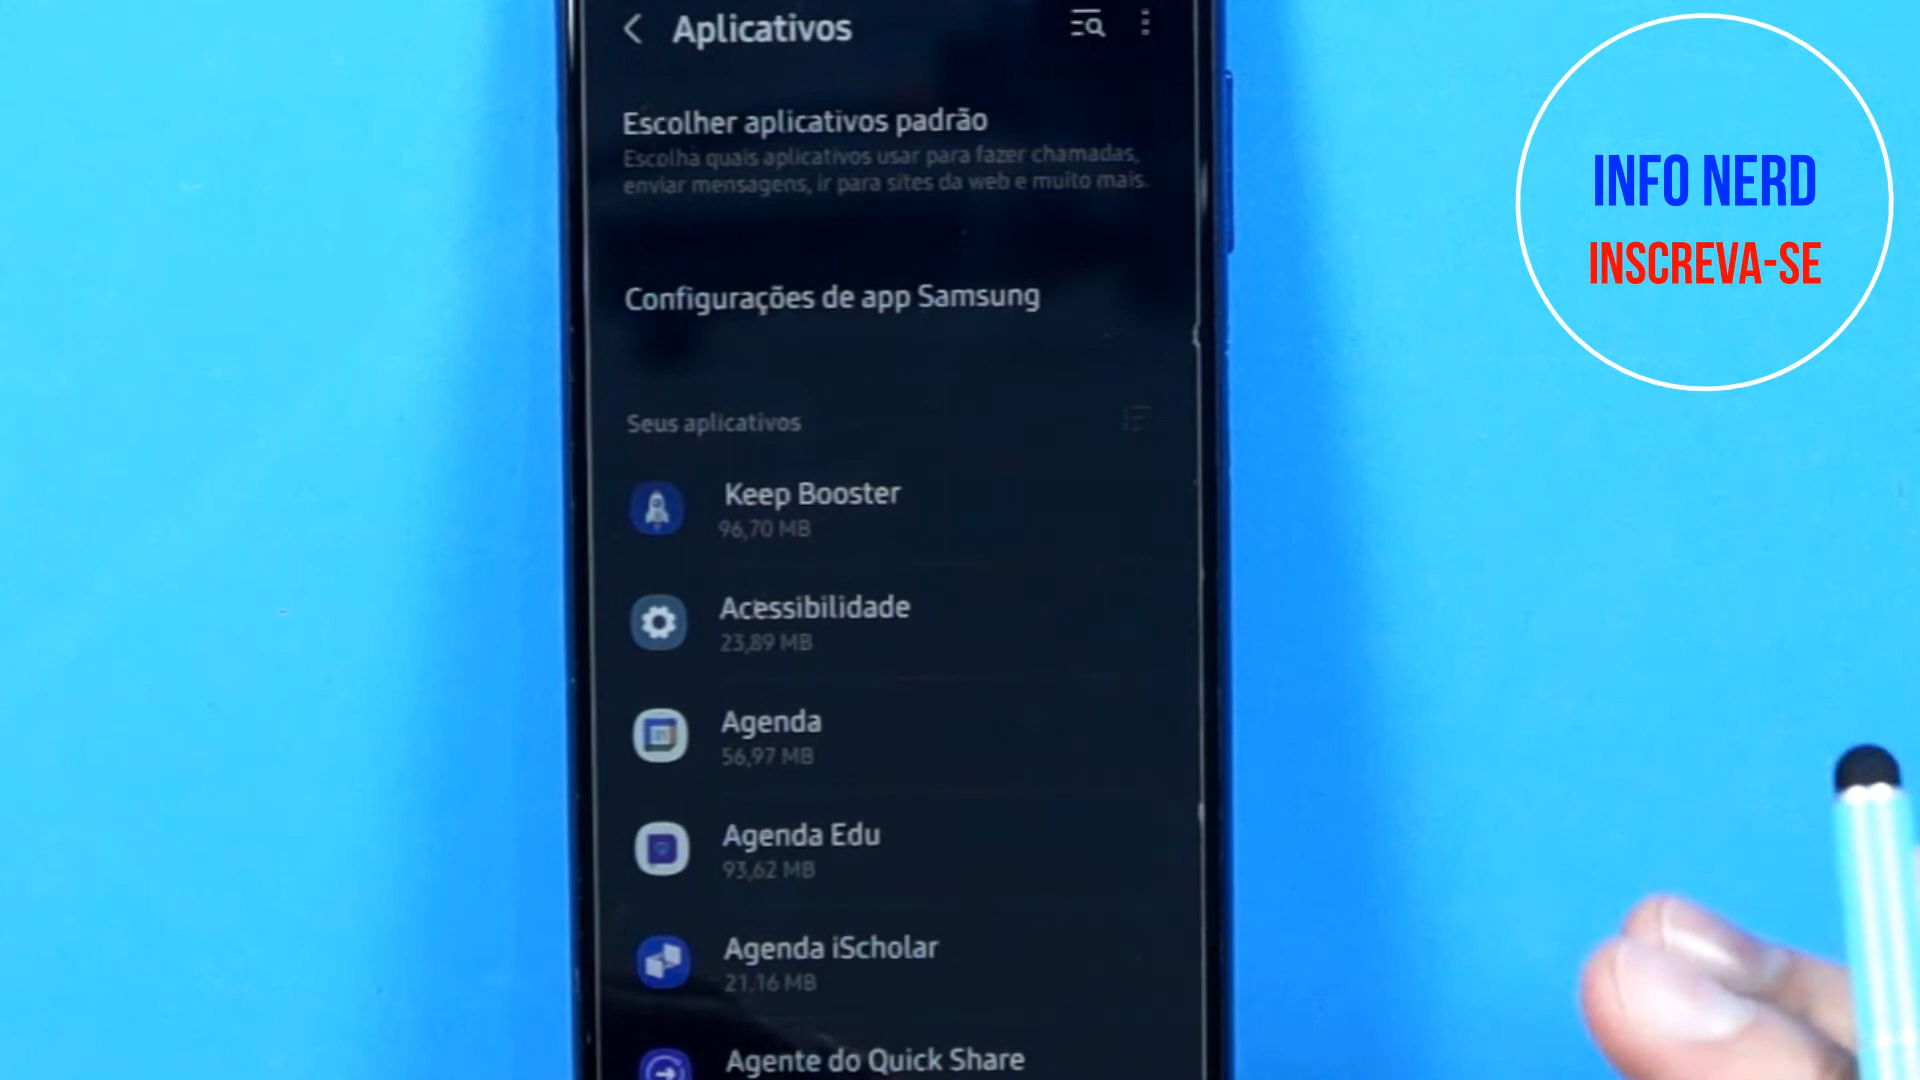 Aplicativos
Escolher aplicativos padrão
Escolha quais aplicativos usar para fazer chamadas,
enviar mensagens, ir para sites da web e muito mais.
Configurações de app Samsung
Seus aplicativos
Keep Booster
96,70 MB
Acessibilidade
23,89 MB
Agenda
56,97 MB
Agenda Edu
93,62 MB
Agenda iScholar
21,16 MB
Agente do Quick Share
INFO NERD
INSCREVA-SE